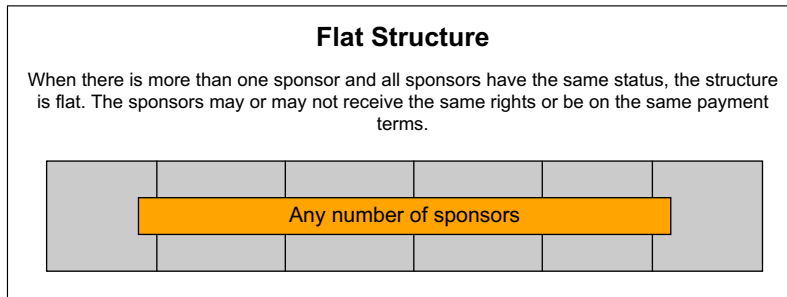 Flat Structure
When there is more than one sponsor and all sponsors have the same status, the structure
is flat. The sponsors may or may not receive the same rights or be on the same payment
terms.
Any number of sponsors